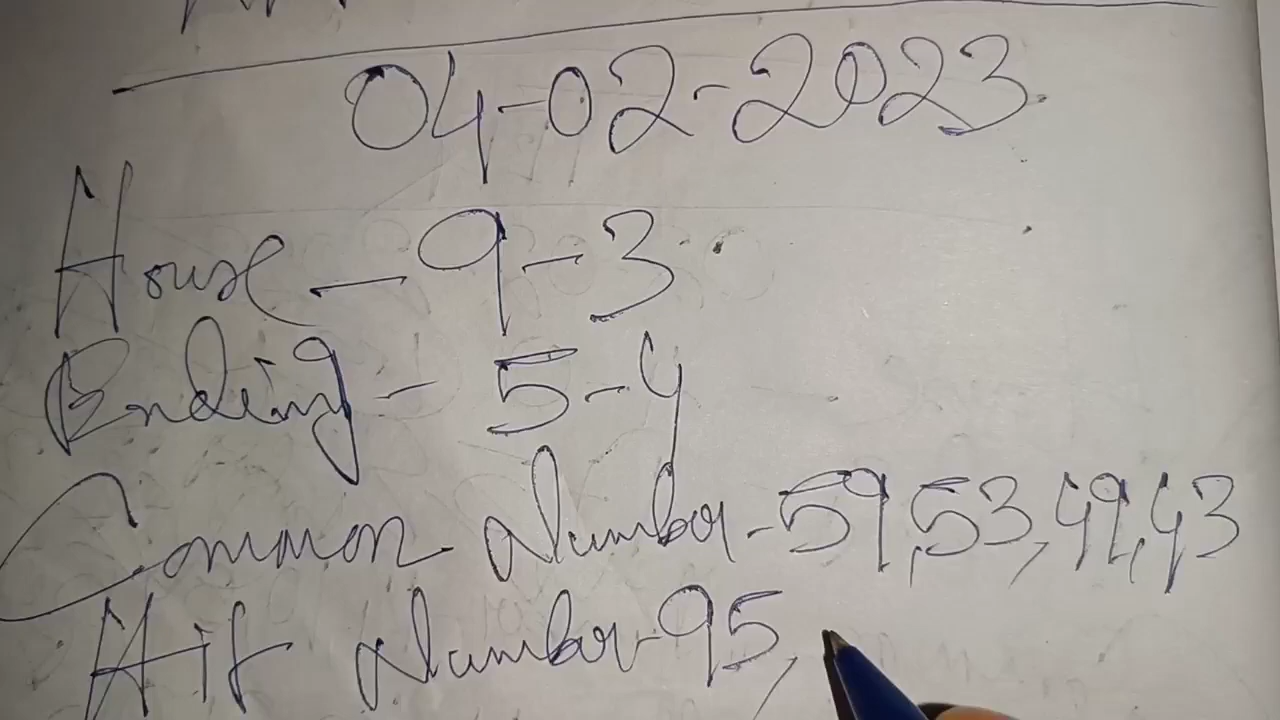 04-02-2023
House - 9-3
Ending - 5-4
Common Number - 59,53,49,43
Hit Number - 95,